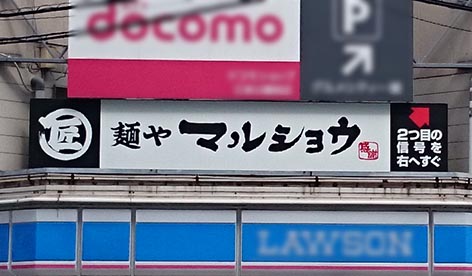 docomo
P
匠
麺や マルショウ
2つ目の
信号を
右へすぐ
LAWSON